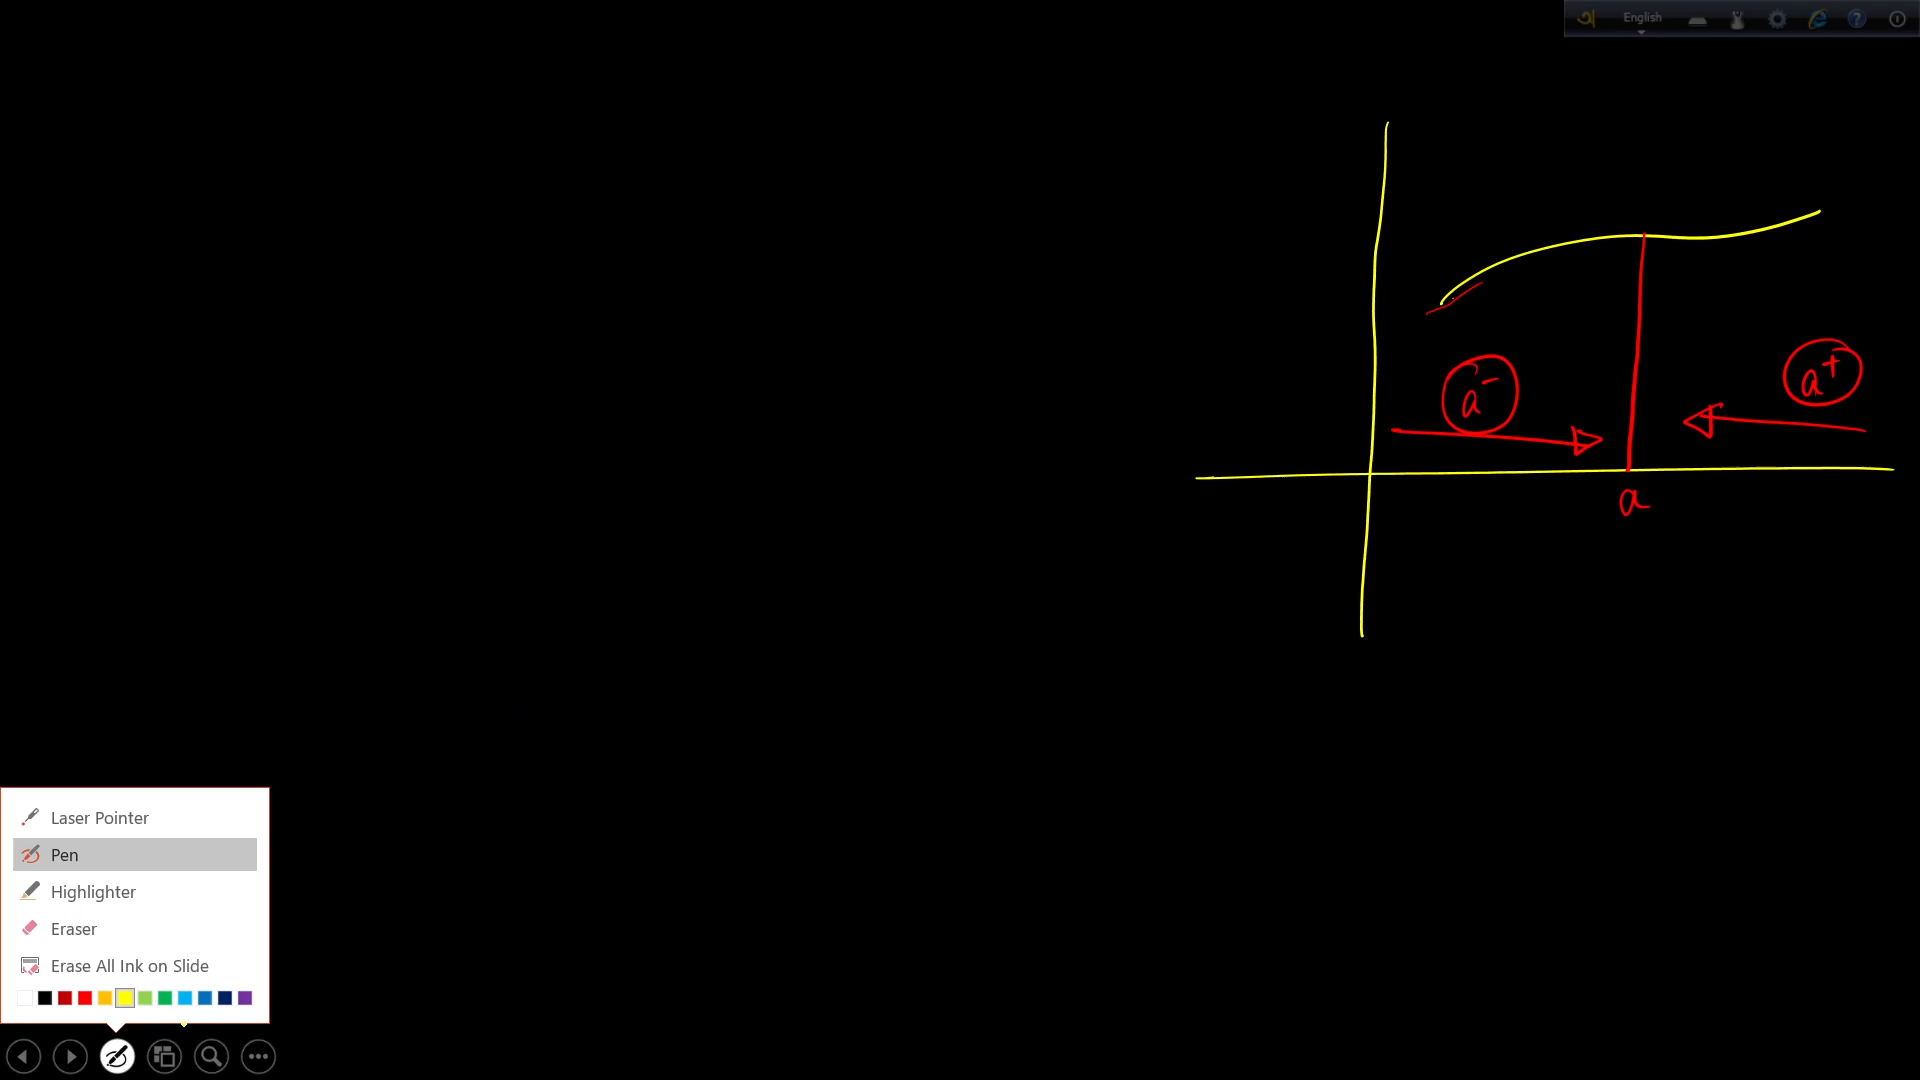 অ English
a⁻
a⁺
a
Laser Pointer
Pen
Highlighter
Eraser
Erase All Ink on Slide